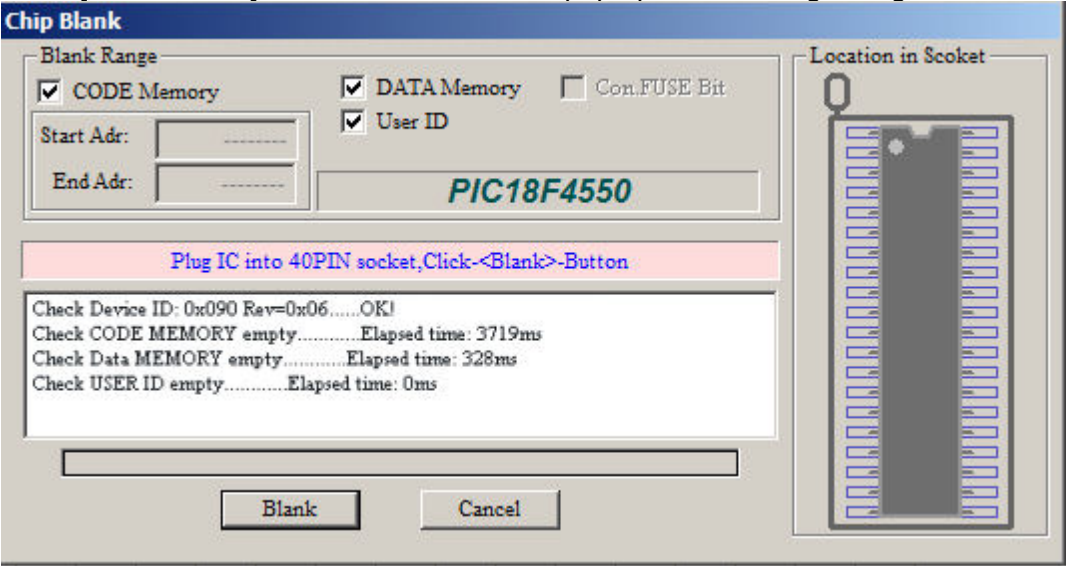 Chip Blank
Blank Range
CODE Memory
DATA Memory
Con.FUSE Bit
User ID
Start Adr: --------
End Adr: --------
PIC18F4550
Location in Scoket
Plug IC into 40PIN socket,Click-<Blank>-Button
Check Device ID: 0x090 Rev=0x06......OK!
Check CODE MEMORY empty............Elapsed time: 3719ms
Check Data MEMORY empty............Elapsed time: 328ms
Check USER ID empty............Elapsed time: 0ms
Blank
Cancel